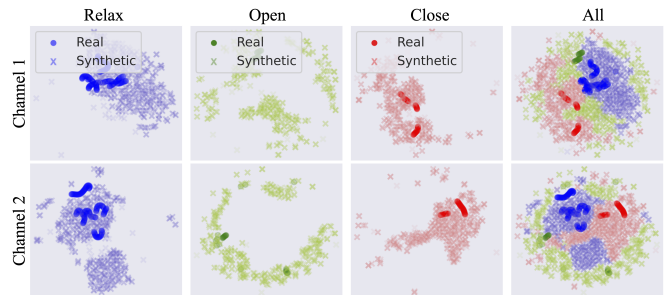 Relax Open Close All
Channel 1
Real
Synthetic
Real
Synthetic
Real
Synthetic
Channel 2